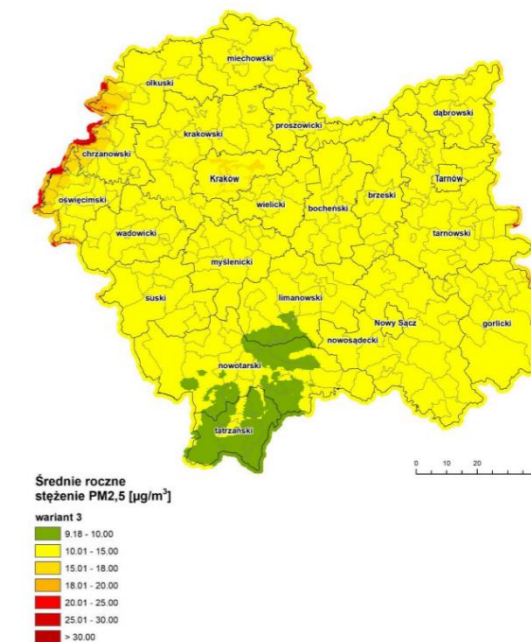 miechowski
olkuski
dąbrowski
proszowicki
krakowski
chrzanowski
Kraków
Tarnów
brzeski
oświęcimski
wielicki
bocheński
wadowicki
tarnowski
myślenicki
suski
limanowski
Nowy Sącz
gorlicki
nowosądecki
nowotarski
tatrzański
0 10 20
Średnie roczne
stężenie PM2,5 [µg/m³]
wariant 3
9.18 - 10.00
10.01 - 15.00
15.01 - 18.00
18.01 - 20.00
20.01 - 25.00
25.01 - 30.00
> 30.00